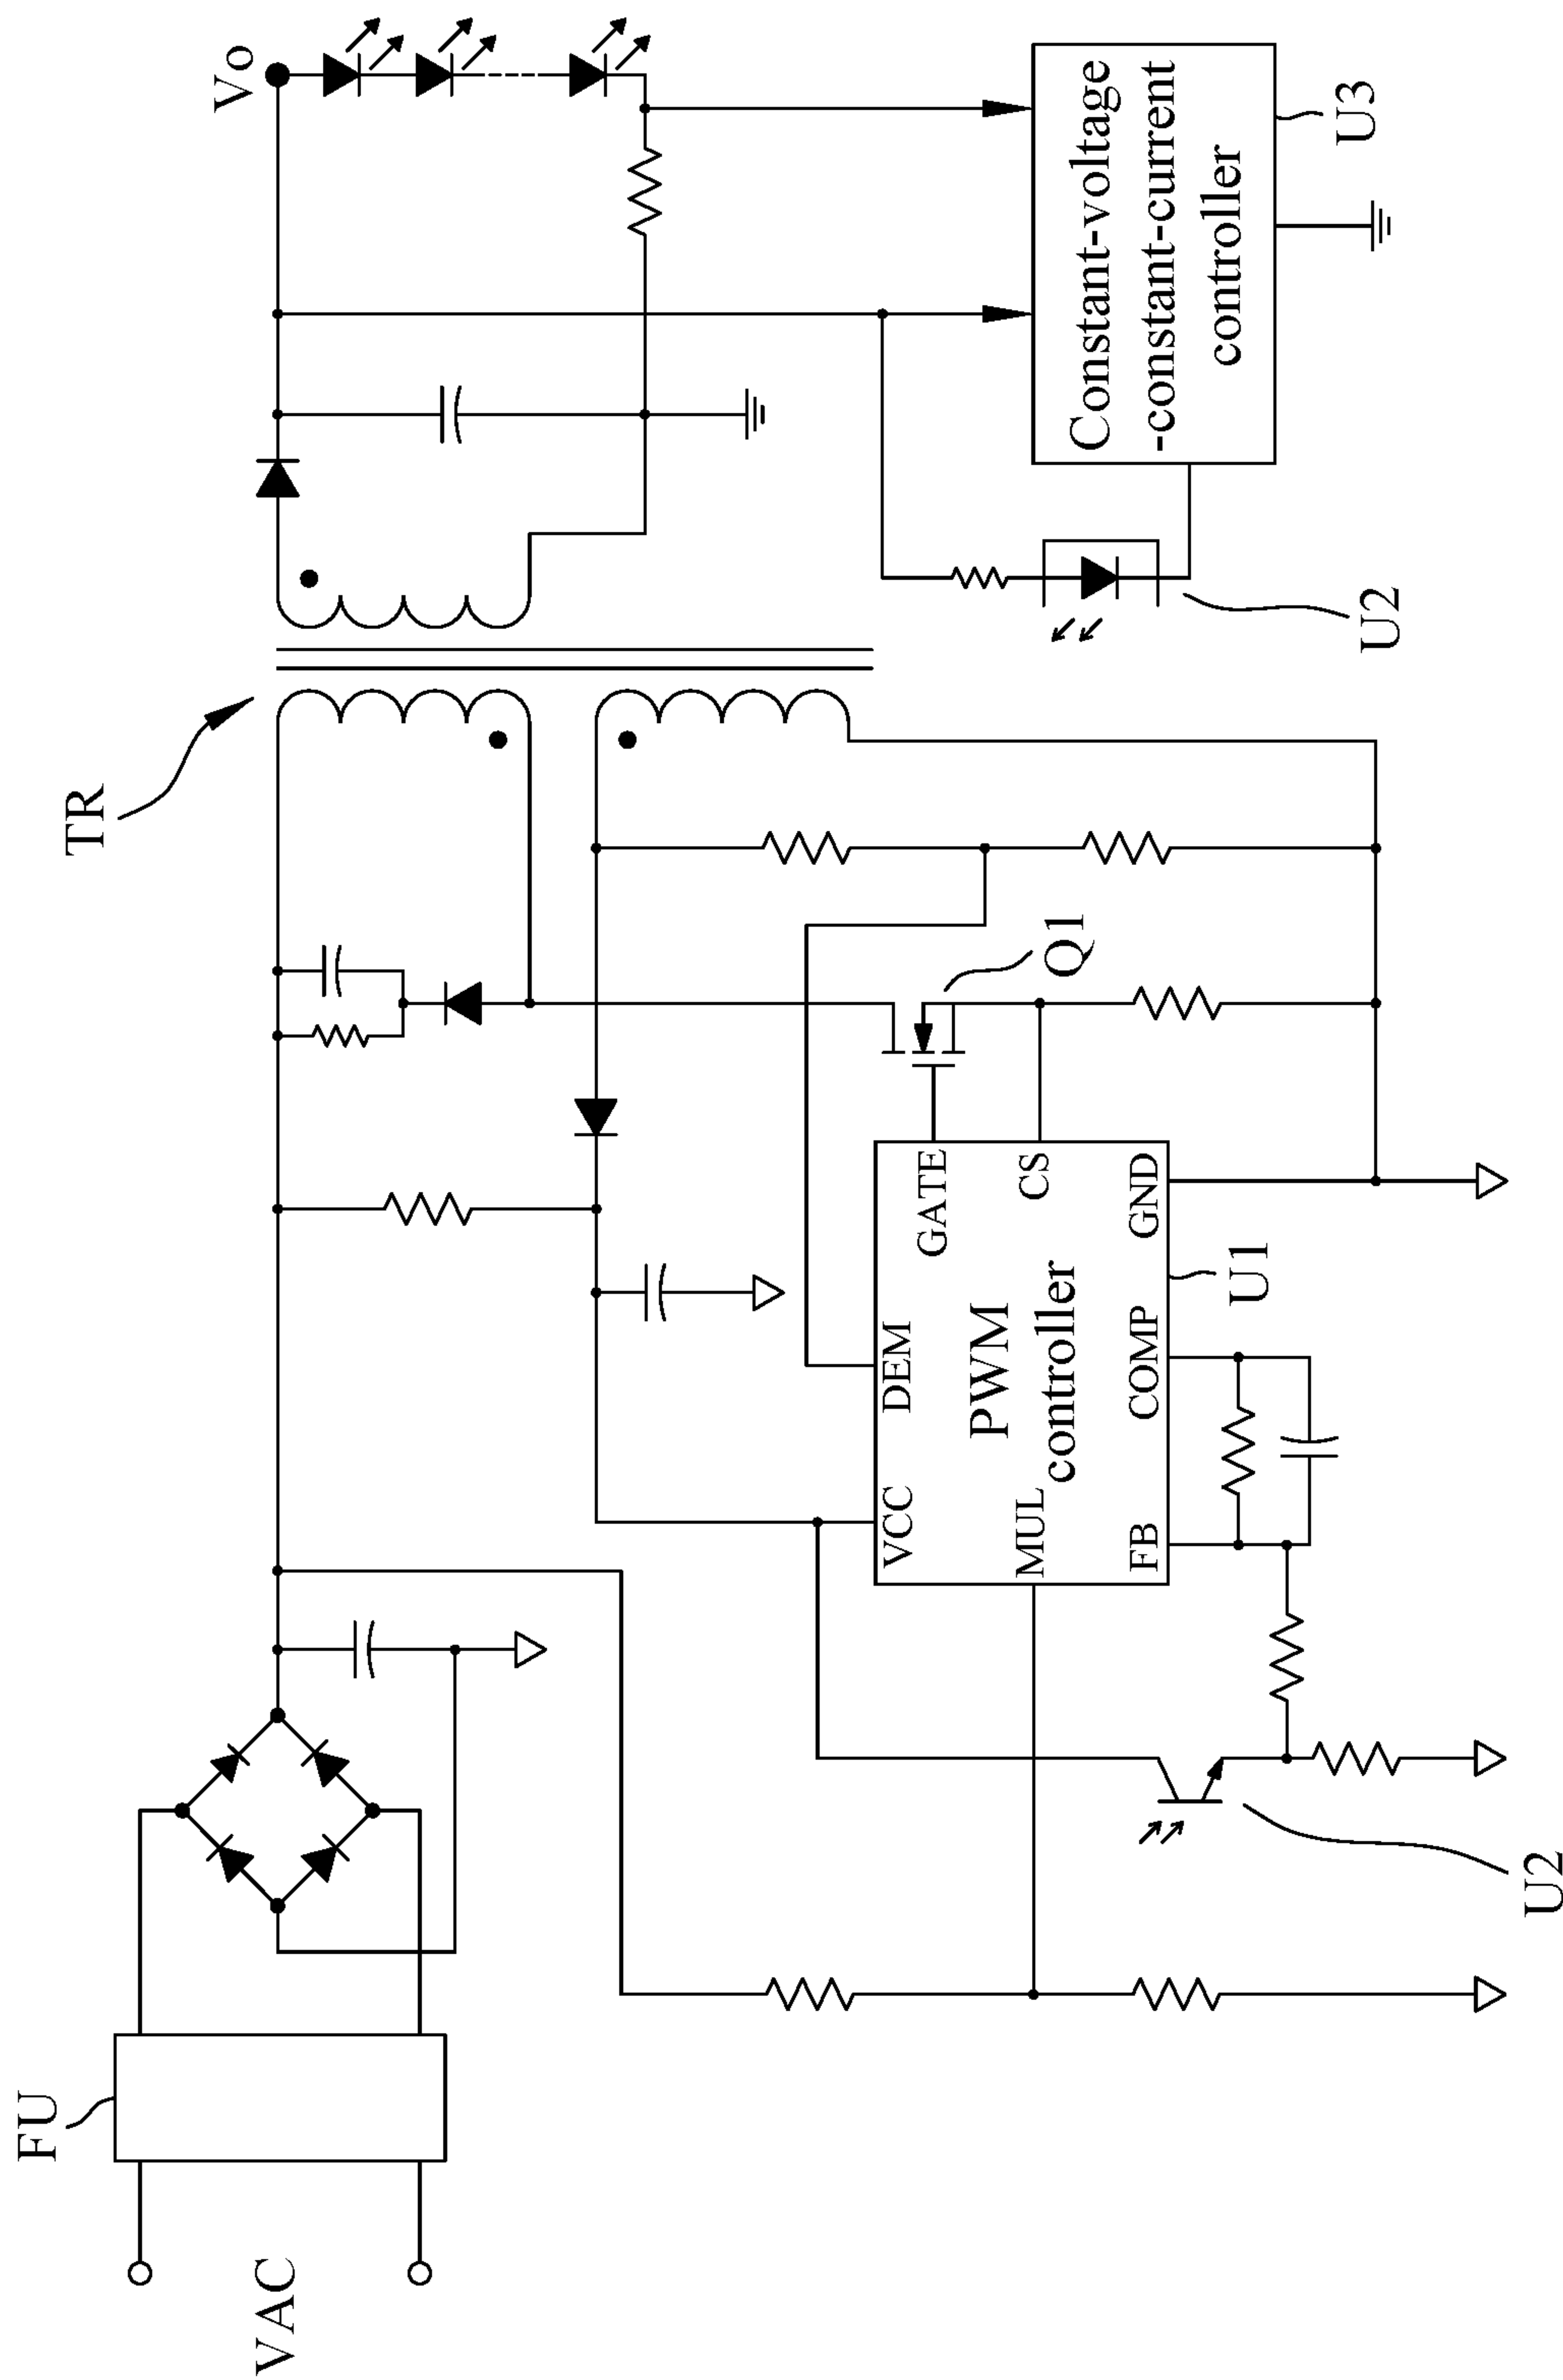 FU
VAC
TR
Vo
VCC
DEM
GATE
MUL
PWM
controller
CS
FB
COMP
GND
U1
Q1
U2
U2
Constant-voltage
-constant-current
controller
U3